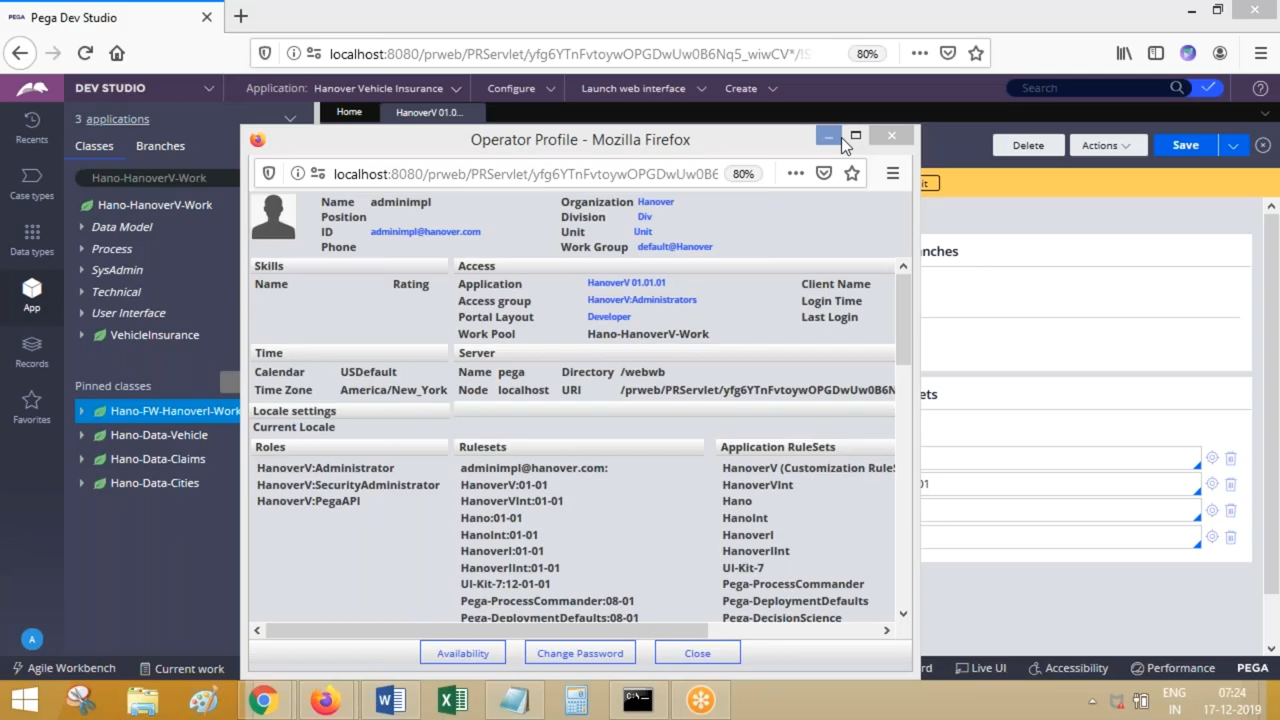 PEGA Pega Dev Studio
localhost:8080/prweb/PRServlet/yfg6YTnFvtoywOPGDwUw0B6Nq5_wiwCV*/!S 80%
DEV STUDIO Application: Hanover Vehicle Insurance Configure Launch web interface Create Search
3 applications
Home HanoverV 01.0...
Recents
Classes Branches
Delete Actions Save
Operator Profile - Mozilla Firefox
localhost:8080/prweb/PRServlet/yfg6YTnFvtoywOPGDwUw0B6 80%
Hano-HanoverV-Work
it
Case types
Hano-HanoverV-Work
Data Model
Process
Data types
SysAdmin
Technical
App
User Interface
VehicleInsurance
Records
Pinned classes
Hano-FW-HanoverI-Work
Favorites
Hano-Data-Vehicle
Hano-Data-Claims
Hano-Data-Cities
A
Name adminimpl Organization Hanover
Position Division Div
ID adminimpl@hanover.com Unit Unit
Phone Work Group default@Hanover
Skills Access
Name Rating Application HanoverV 01.01.01 Client Name
Access group HanoverV:Administrators Login Time
Portal Layout Developer Last Login
Work Pool Hano-HanoverV-Work
Time Server
Calendar USDefault Name pega Directory /webwb
Time Zone America/New_York Node localhost URI /prweb/PRServlet/yfg6YTnFvtoywOPGDwUw0B6N
Locale settings
Current Locale
Roles Rulesets Application RuleSets
HanoverV:Administrator adminimpl@hanover.com: HanoverV (Customization RuleS
HanoverV:SecurityAdministrator HanoverV:01-01 HanoverVInt
HanoverV:PegaAPI HanoverVInt:01-01 Hano
Hano:01-01 HanoInt
HanoInt:01-01 HanoverI
HanoverI:01-01 HanoverIInt
HanoverIInt:01-01 UI-Kit-7
UI-Kit-7:12-01-01 Pega-ProcessCommander
Pega-ProcessCommander:08-01 Pega-DeploymentDefaults
Pega-DeploymentDefaults:08-01 Pega-DecisionScience
Availability Change Password Close
nches
ets
01
Agile Workbench Current work rd Live UI Accessibility Performance PEGA
ENG 07:24
IN 17-12-2019